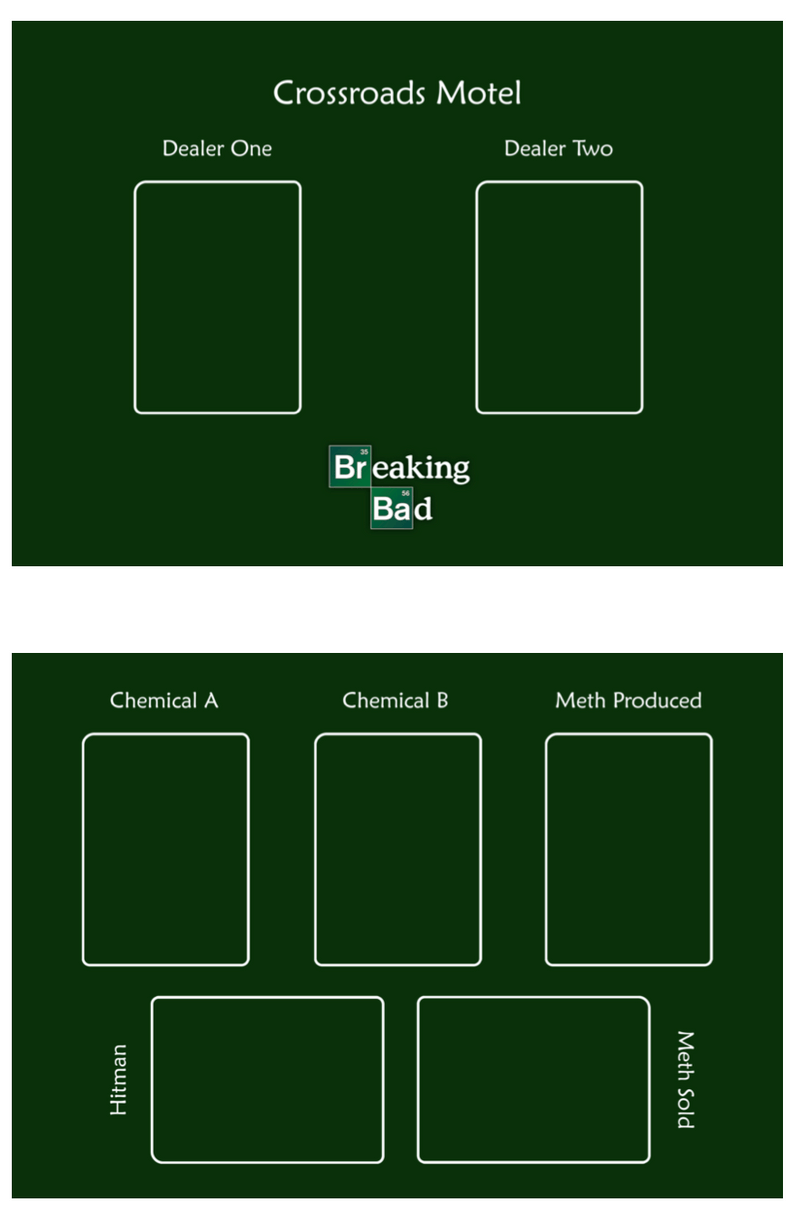 Crossroads Motel
Dealer One
Dealer Two
35
Breaking
56
Bad
Chemical A
Chemical B
Meth Produced
Hitman
Meth Sold